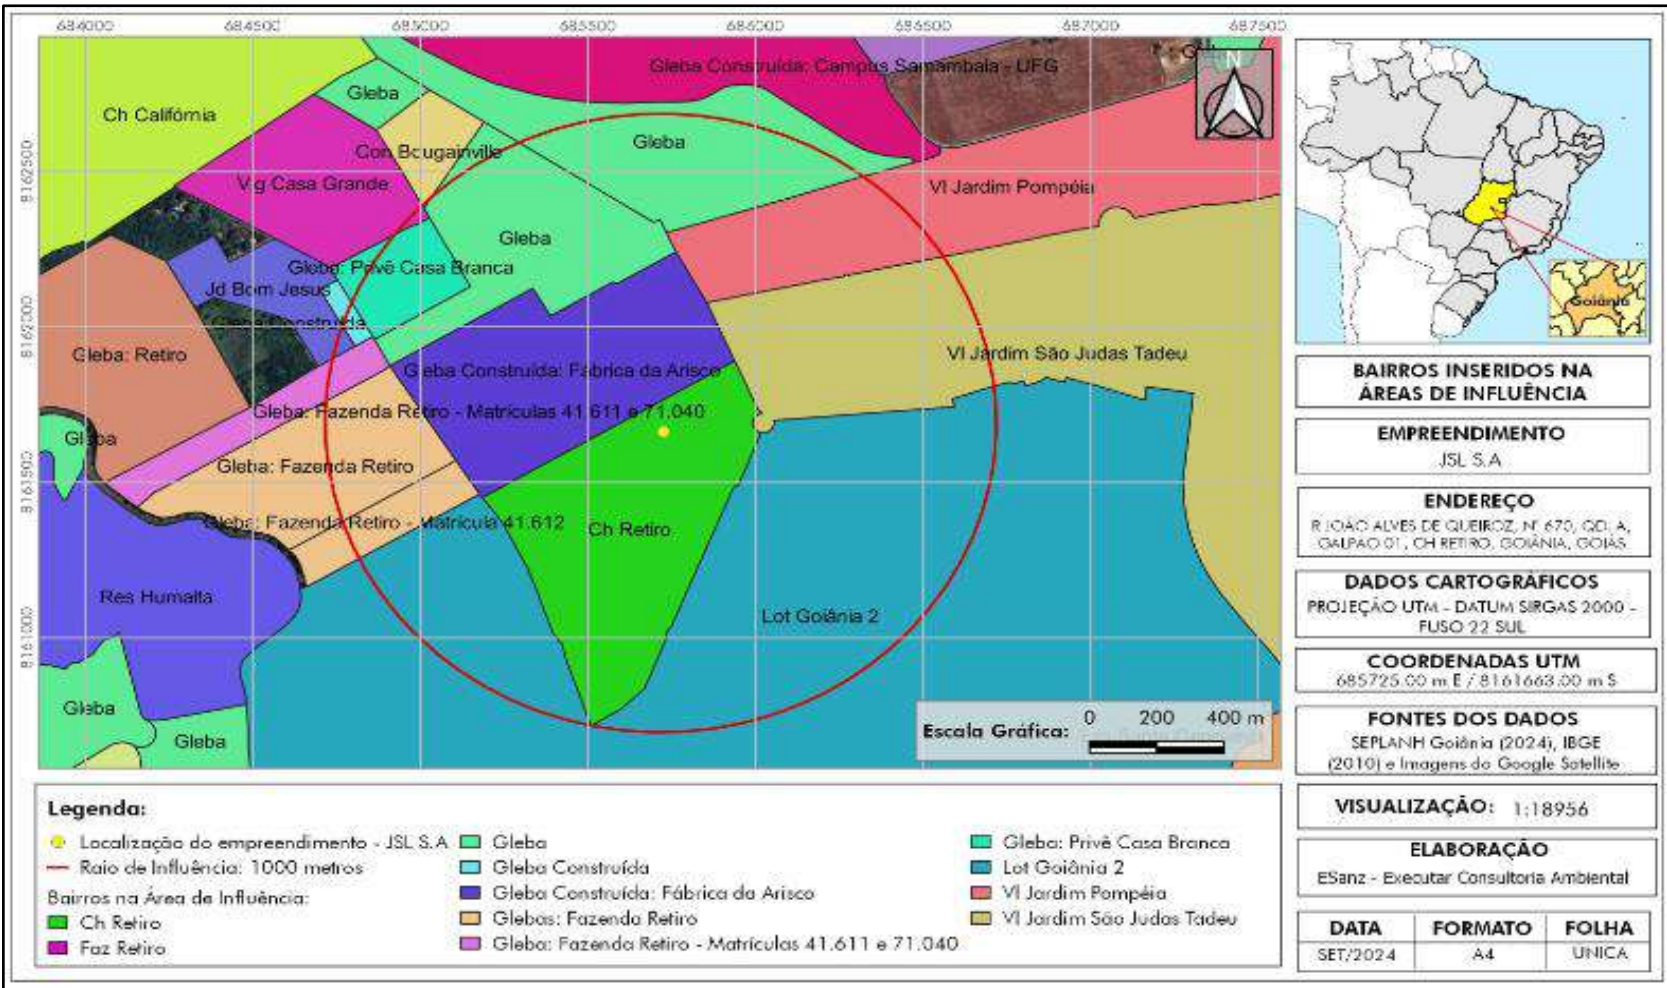 684000 684500 685000 685500 686000 686500 687000 687500
8162500
8162000
8161500
8161000
Gleba Construída: Campus Samambaia - UFG
N
Gleba
Ch Califórnia
Con Bougainville
Gleba
Vg Casa Grande
Vl Jardim Pompéia
Gleba
Gleba: Privê Casa Branca
Jd Bom Jesus
Gleba Construída
Gleba: Retiro
Vl Jardim São Judas Tadeu
Gleba Construída: Fábrica da Arisco
Gleba: Fazenda Retiro - Matrículas 41.611 e 71.040
Gleba
Gleba: Fazenda Retiro
Gleba: Fazenda Retiro - Matrícula 41.612
Ch Retiro
Res Humaita
Lot Goiânia 2
Gleba
Gleba
Escala Gráfica:
0 200 400 m
Goiânia
BAIRROS INSERIDOS NA
ÁREAS DE INFLUÊNCIA
EMPREENDIMENTO
JSL S.A
ENDEREÇO
R JOÃO ALVES DE QUEIROZ, N° 670, QD. A,
GALPAO 01, CH RETIRO, GOIÂNIA, GOIÁS
DADOS CARTOGRÁFICOS
PROJEÇÃO UTM - DATUM SIRGAS 2000 -
FUSO 22 SUL
COORDENADAS UTM
685725.00 m E / 8161663.00 m S
FONTES DOS DADOS
SEPLANH Goiânia (2024), IBGE
(2010) e Imagens do Google Satellite
VISUALIZAÇÃO: 1:18956
ELABORAÇÃO
ESanz - Executar Consultoria Ambiental
DATA FORMATO FOLHA
SET/2024 A4 UNICA
Legenda:
Localização do empreendimento - JSL S.A
Raio de Influência: 1000 metros
Bairros na Área de Influência:
Ch Retiro
Faz Retiro
Gleba
Gleba Construída
Gleba Construída: Fábrica da Arisco
Glebas: Fazenda Retiro
Gleba: Fazenda Retiro - Matrículas 41.611 e 71.040
Gleba: Privê Casa Branca
Lot Goiânia 2
Vl Jardim Pompéia
Vl Jardim São Judas Tadeu